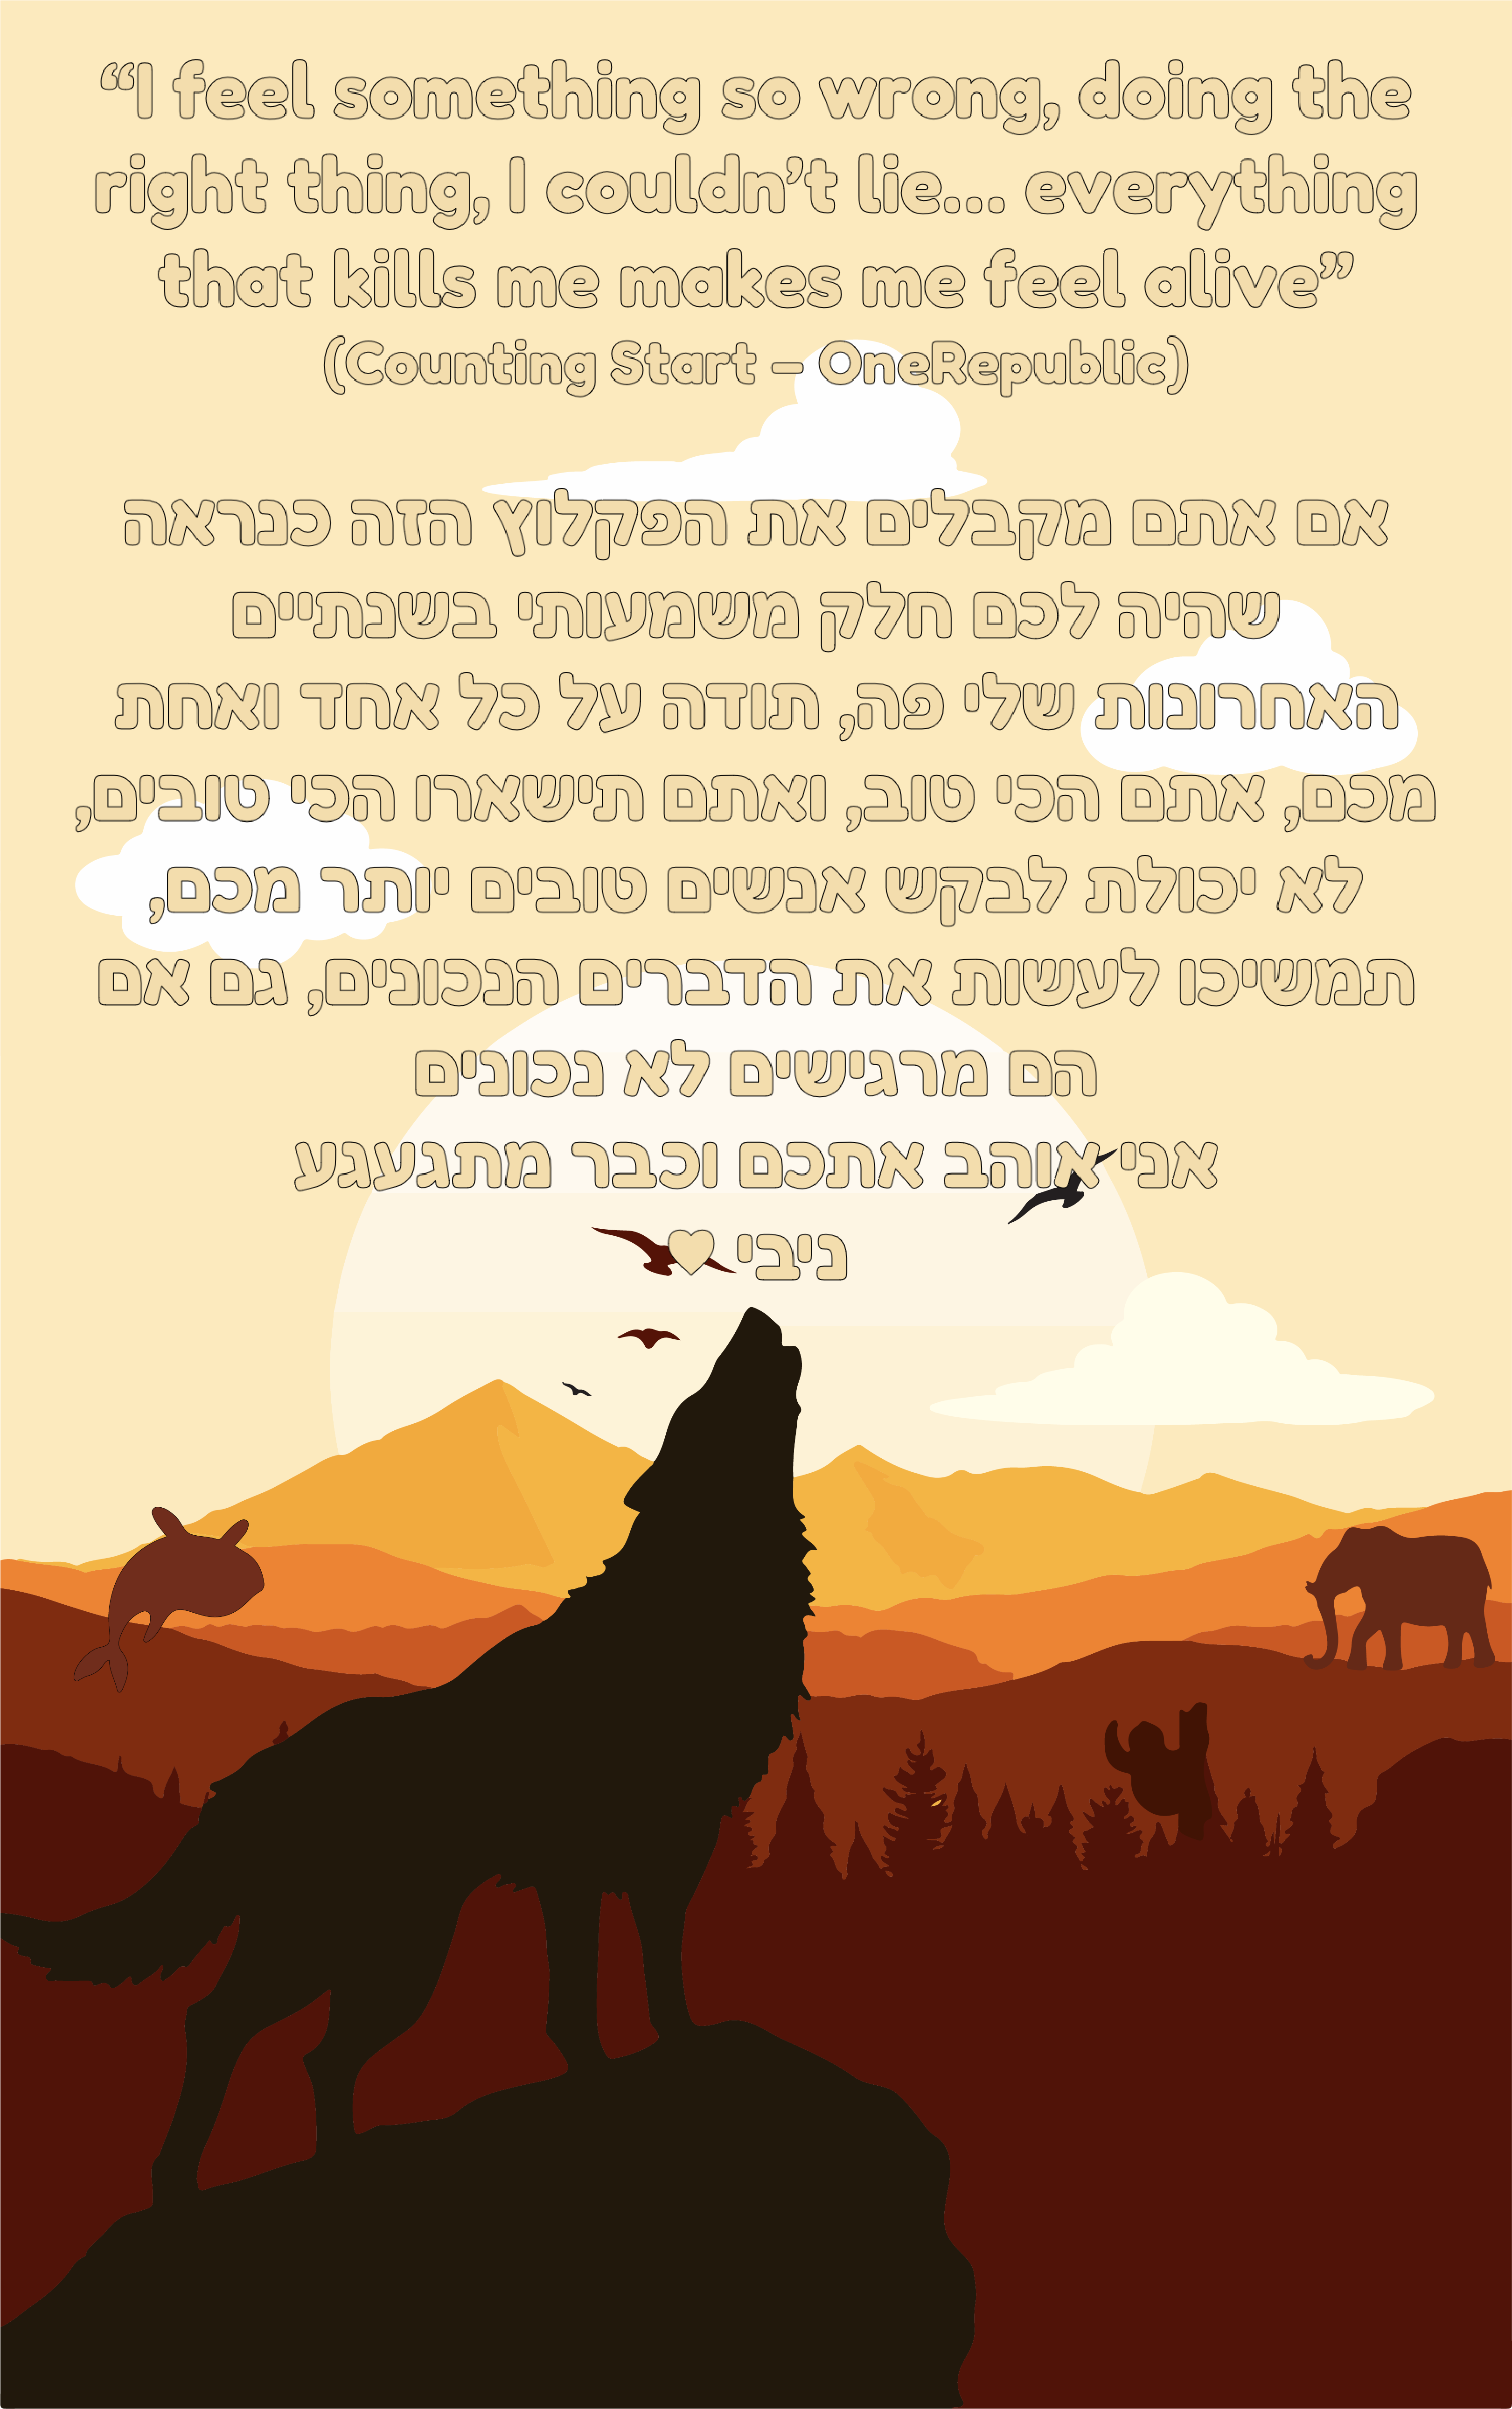 “I feel something so wrong, doing the
right thing, I couldn’t lie... everything
that kills me makes me feel alive”
(Counting Start – OneRepublic)
אם אתם מקבלים את הפקלוץ הזה כנראה
שהיה לכם חלק משמעותי בשנתיים
האחרונות שלי פה, תודה על כל אחד ואחת
מכם, אתם הכי טוב, ואתם תישארו הכי טובים,
לא יכולת לבקש אנשים טובים יותר מכם,
תמשיכו לעשות את הדברים הנכונים, גם אם
הם מרגישים לא נכונים
אני אוהב אתכם וכבר מתגעגע
ניבי ♥